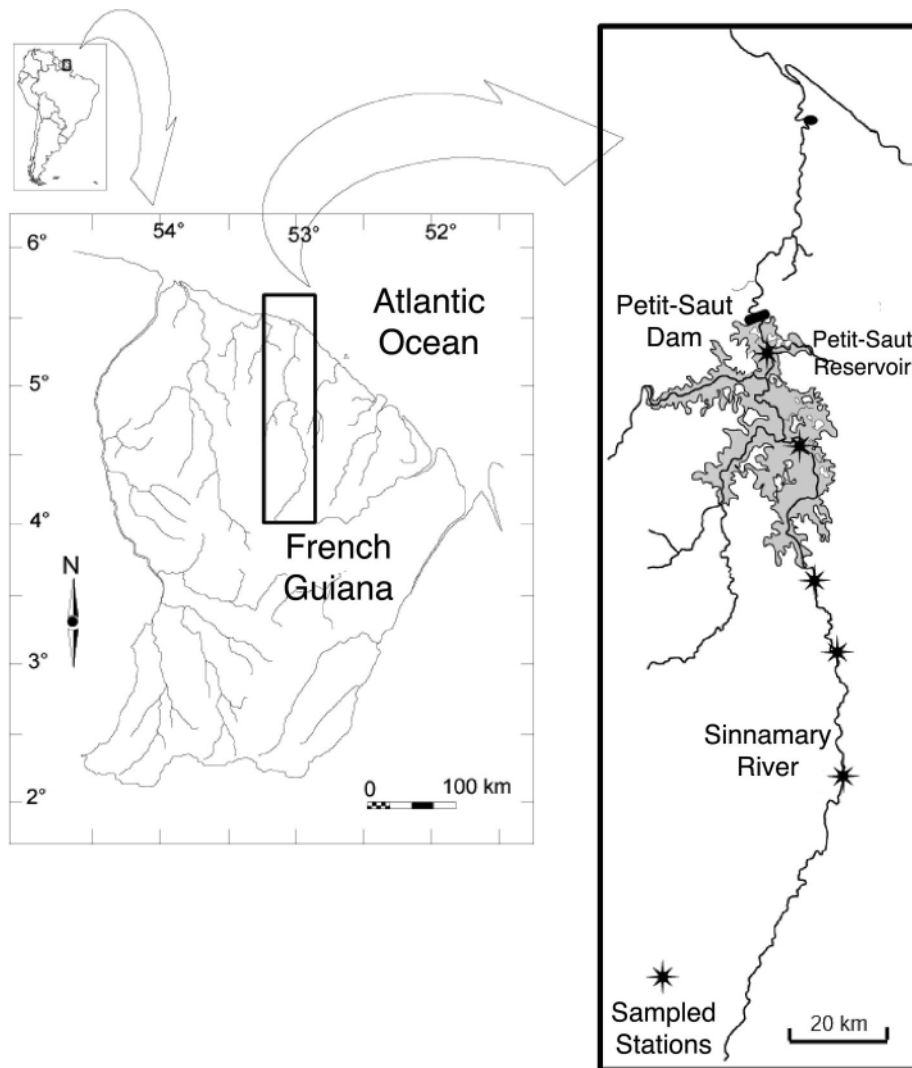 54°
53°
52°
6°
5°
4°
3°
2°
Atlantic
Ocean
French
Guiana
N
0
100 km
Petit-Saut
Dam
Petit-Saut
Reservoir
Sinnamary
River
Sampled
Stations
20 km